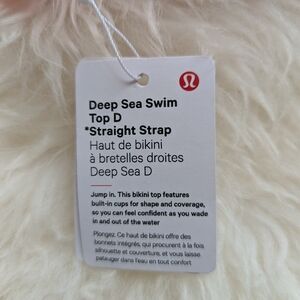 Deep Sea Swim
Top D
*Straight Strap
Haut de bikini
à bretelles droites
Deep Sea D
Jump in. This bikini top features
built-in cups for shape and coverage,
so you can feel confident as you wade
in and out of the water
Plongez. Ce haut de bikini offre des
bonnets intégrés, qui procurent à la fois
silhouette et couverture, et vous laisse
patauger dans l'eau en tout confort